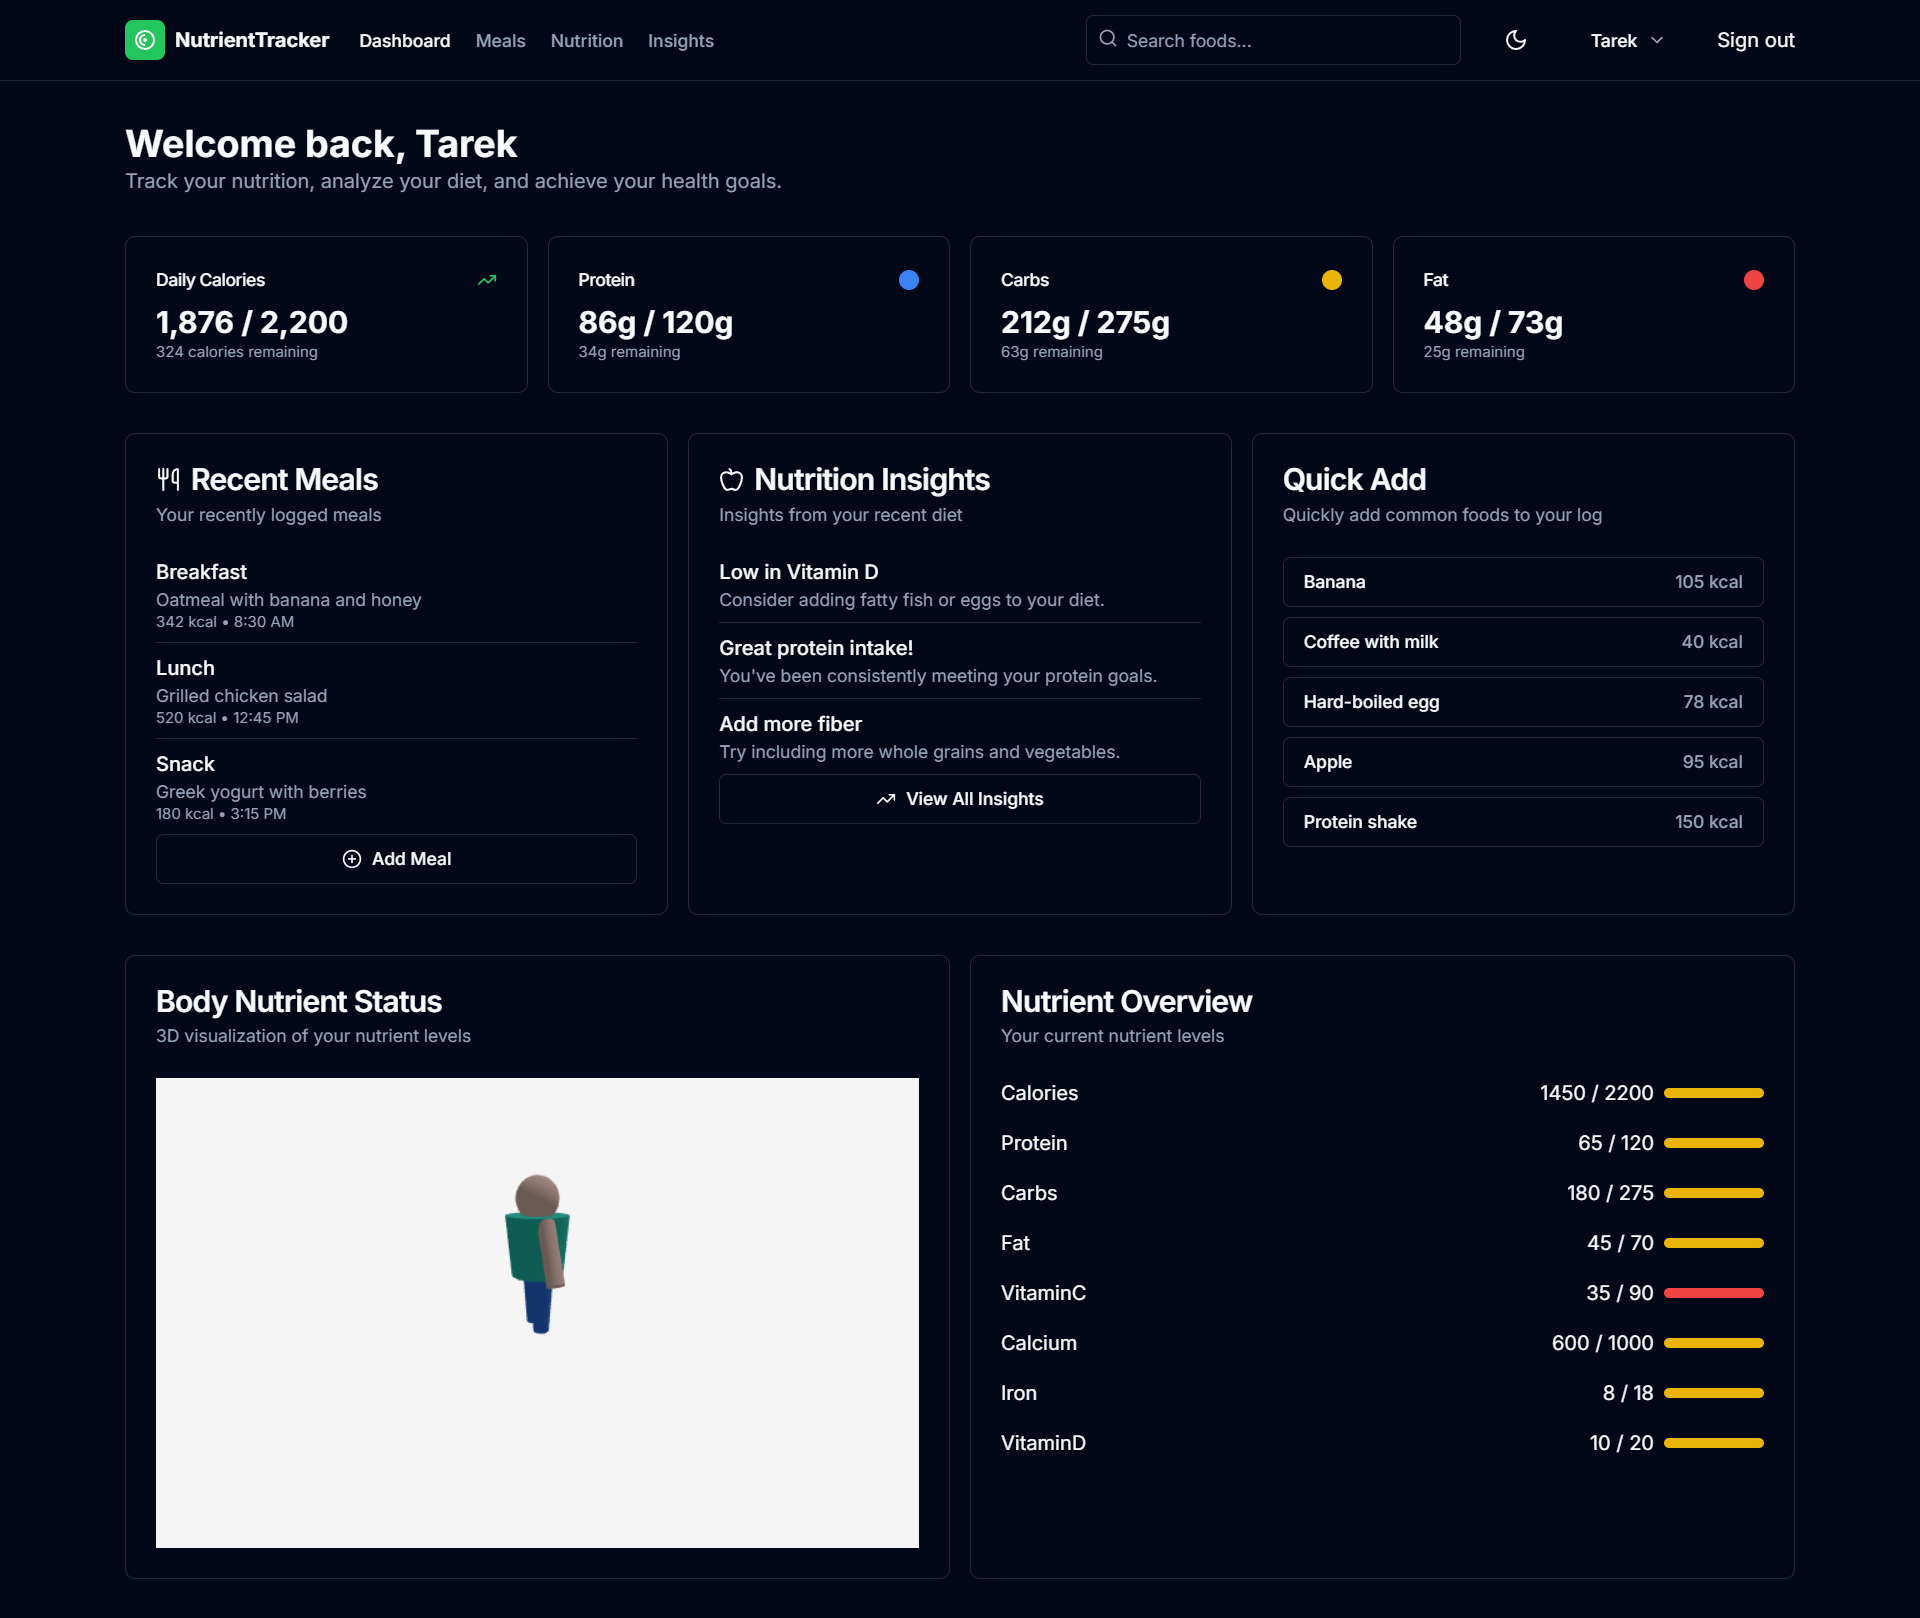 NutrientTracker Dashboard Meals Nutrition Insights Search foods... Tarek Sign out
Welcome back, Tarek
Track your nutrition, analyze your diet, and achieve your health goals.
Daily Calories
1,876 / 2,200
324 calories remaining
Protein
86g / 120g
34g remaining
Carbs
212g / 275g
63g remaining
Fat
48g / 73g
25g remaining
Recent Meals
Your recently logged meals
Breakfast
Oatmeal with banana and honey
342 kcal • 8:30 AM
Lunch
Grilled chicken salad
520 kcal • 12:45 PM
Snack
Greek yogurt with berries
180 kcal • 3:15 PM
Add Meal
Nutrition Insights
Insights from your recent diet
Low in Vitamin D
Consider adding fatty fish or eggs to your diet.
Great protein intake!
You've been consistently meeting your protein goals.
Add more fiber
Try including more whole grains and vegetables.
View All Insights
Quick Add
Quickly add common foods to your log
Banana 105 kcal
Coffee with milk 40 kcal
Hard-boiled egg 78 kcal
Apple 95 kcal
Protein shake 150 kcal
Body Nutrient Status
3D visualization of your nutrient levels
Nutrient Overview
Your current nutrient levels
Calories 1450 / 2200
Protein 65 / 120
Carbs 180 / 275
Fat 45 / 70
VitaminC 35 / 90
Calcium 600 / 1000
Iron 8 / 18
VitaminD 10 / 20